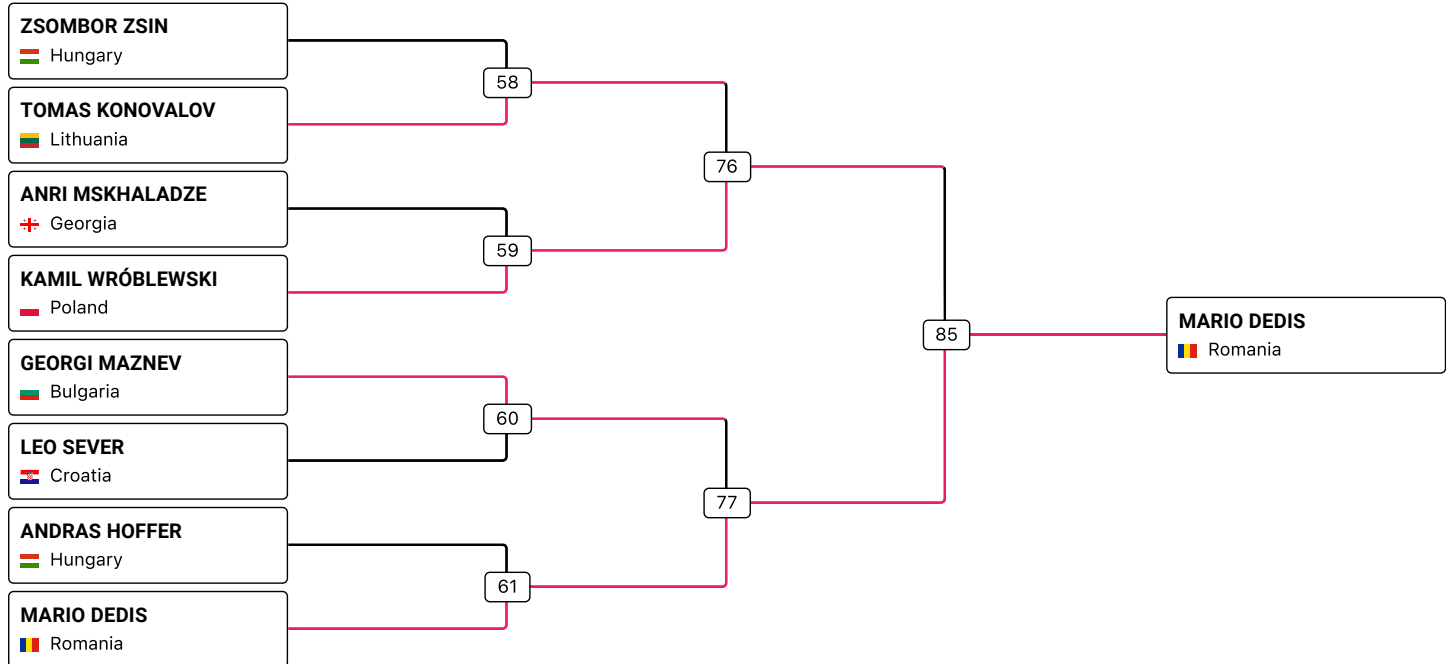 ZSOMBOR ZSIN
Hungary
58
TOMAS KONOVALOV
Lithuania
76
ANRI MSKHALADZE
Georgia
59
KAMIL WRÓBLEWSKI
Poland
85
MARIO DEDIS
Romania
GEORGI MAZNEV
Bulgaria
60
LEO SEVER
Croatia
77
ANDRAS HOFFER
Hungary
61
MARIO DEDIS
Romania